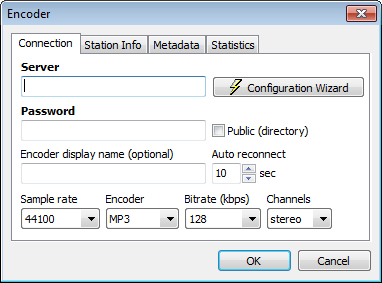 Encoder
Connection Station Info Metadata Statistics
Server
Configuration Wizard
Password
Public (directory)
Encoder display name (optional) Auto reconnect
10 sec
Sample rate Encoder Bitrate (kbps) Channels
44100 MP3 128 stereo
OK Cancel